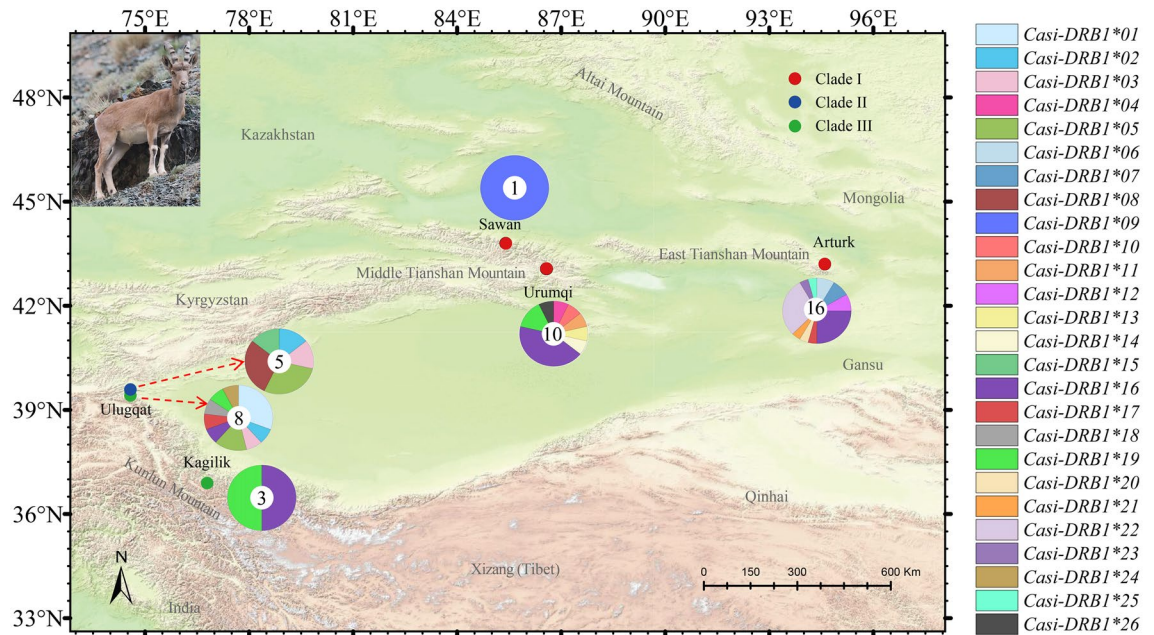 75°E 78°E 81°E 84°E 87°E 90°E 93°E 96°E
48°N
45°N
42°N
39°N
36°N
33°N
Altai Mountain
Clade I
Clade II
Clade III
Kazakhstan
1
Mongolia
Sawan
East Tianshan Mountain
Arturk
Middle Tianshan Mountain
Urumqi
Kyrgyzstan
16
10
5
Gansu
Ulugqat
8
Kagilik
Kunlun Mountain
3
Qinhai
N
Xizang (Tibet)
0 150 300 600 Km
India
Casi-DRB1*01
Casi-DRB1*02
Casi-DRB1*03
Casi-DRB1*04
Casi-DRB1*05
Casi-DRB1*06
Casi-DRB1*07
Casi-DRB1*08
Casi-DRB1*09
Casi-DRB1*10
Casi-DRB1*11
Casi-DRB1*12
Casi-DRB1*13
Casi-DRB1*14
Casi-DRB1*15
Casi-DRB1*16
Casi-DRB1*17
Casi-DRB1*18
Casi-DRB1*19
Casi-DRB1*20
Casi-DRB1*21
Casi-DRB1*22
Casi-DRB1*23
Casi-DRB1*24
Casi-DRB1*25
Casi-DRB1*26